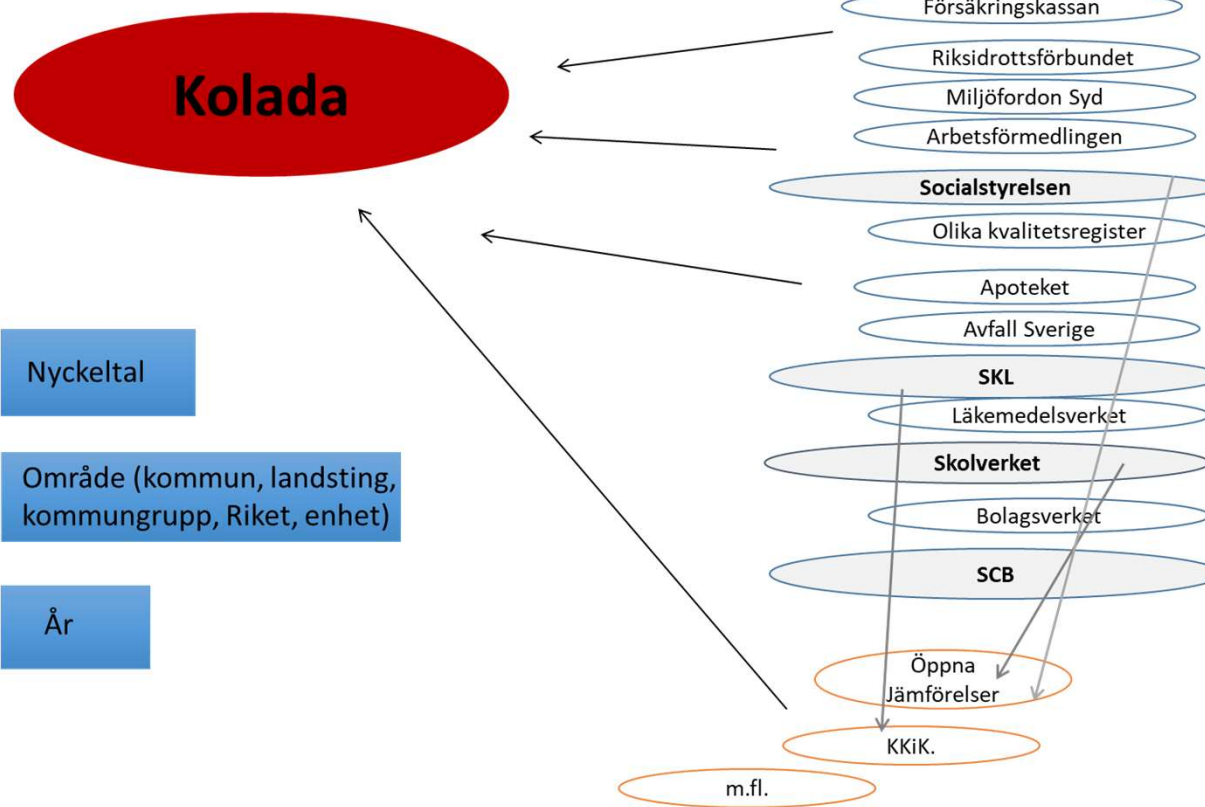 Kolada
Försäkringskassan
Riksidrottsförbundet
Miljöfordon Syd
Arbetsförmedlingen
Socialstyrelsen
Olika kvalitetsregister
Apoteket
Avfall Sverige
SKL
Läkemedelsverket
Skolverket
Bolagsverket
SCB
Öppna
Jämförelser
KKiK.
m.fl.
Nyckeltal
Område (kommun, landsting,
kommungrupp, Riket, enhet)
År